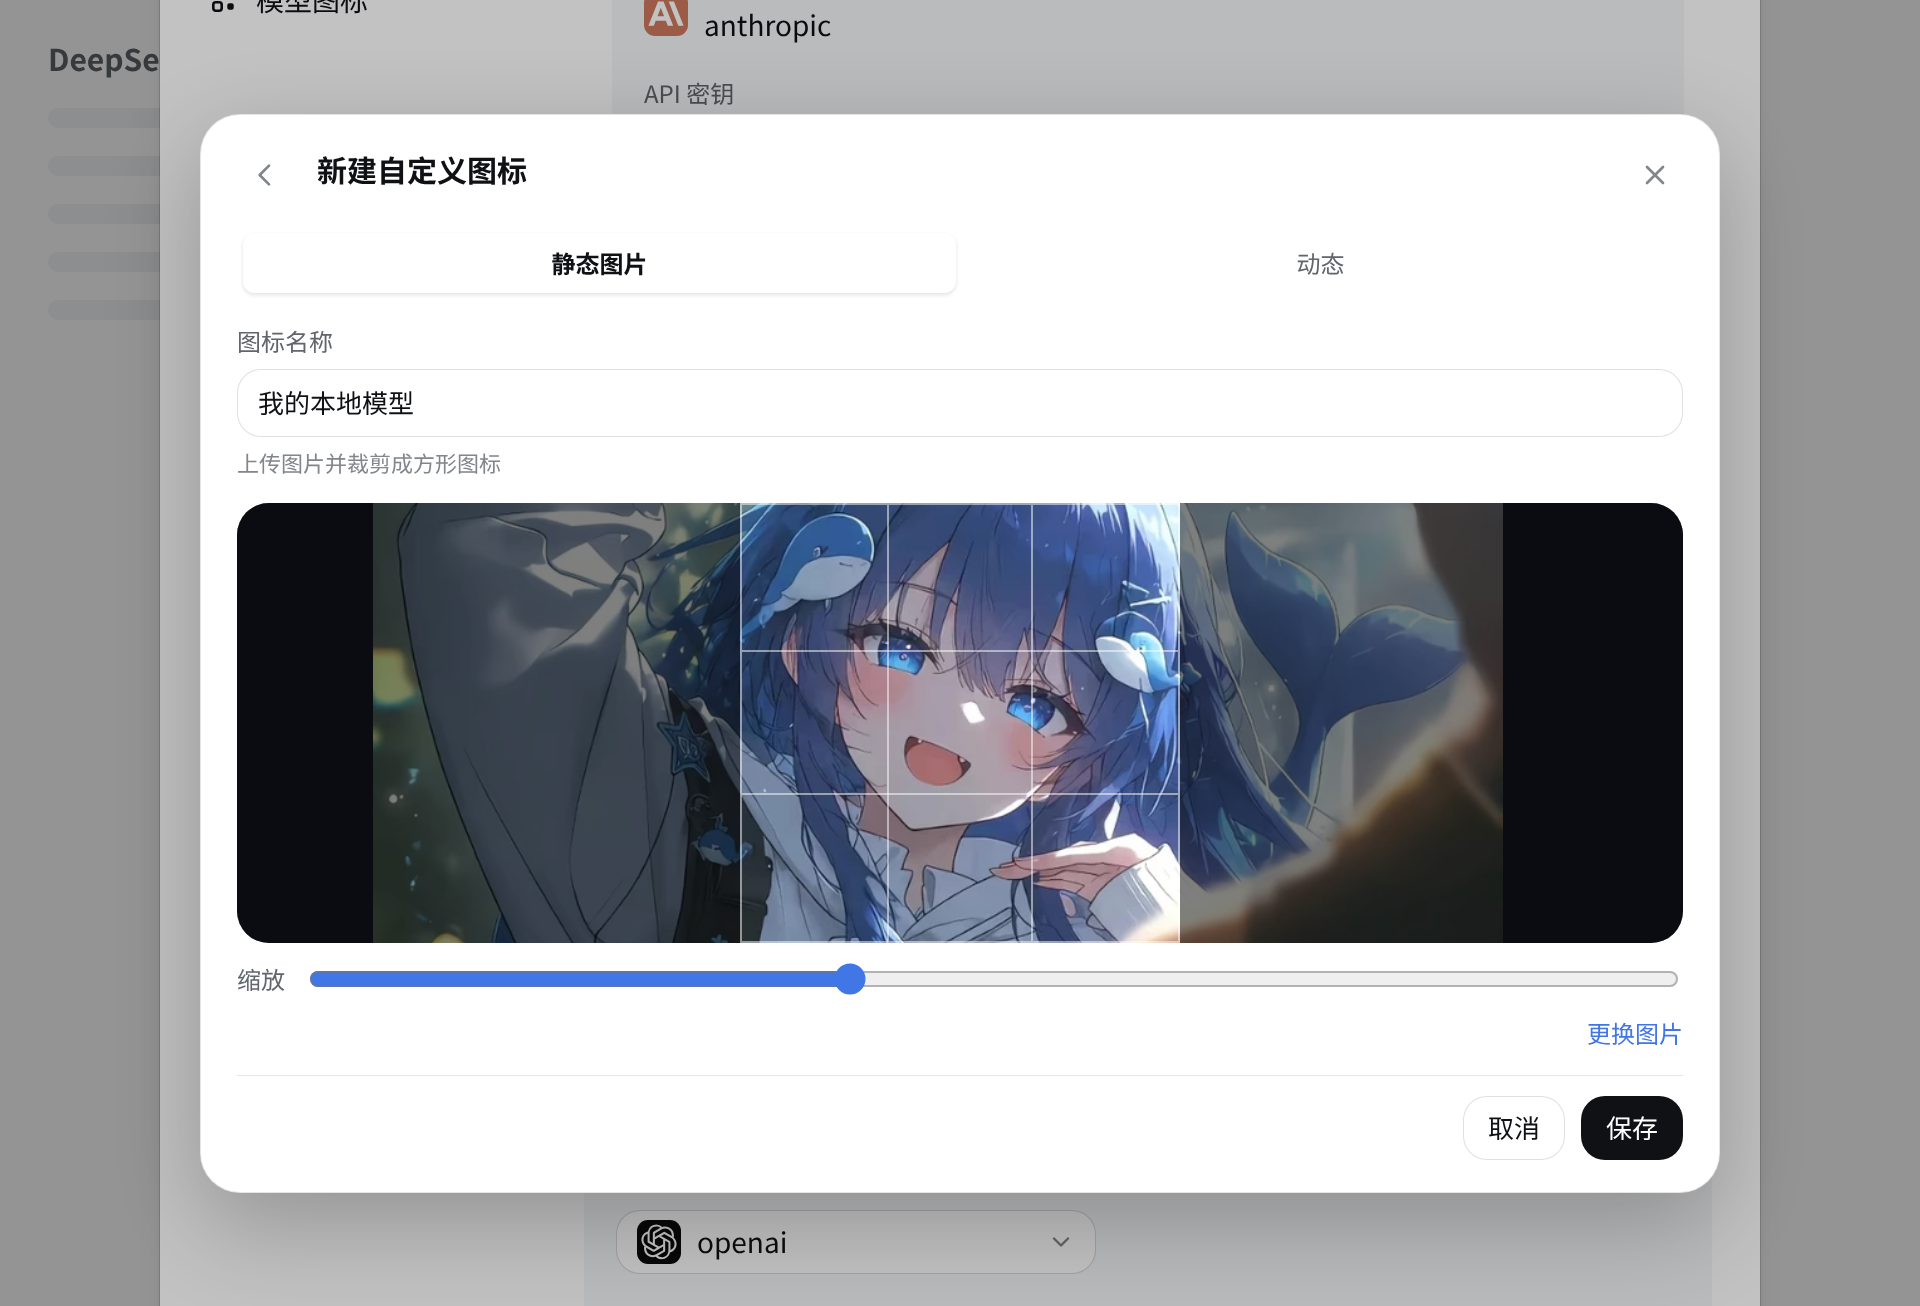 模型图标
anthropic
DeepSe
API 密钥
新建自定义图标
静态图片
动态
图标名称
我的本地模型
上传图片并裁剪成方形图标
缩放
更换图片
取消
保存
openai